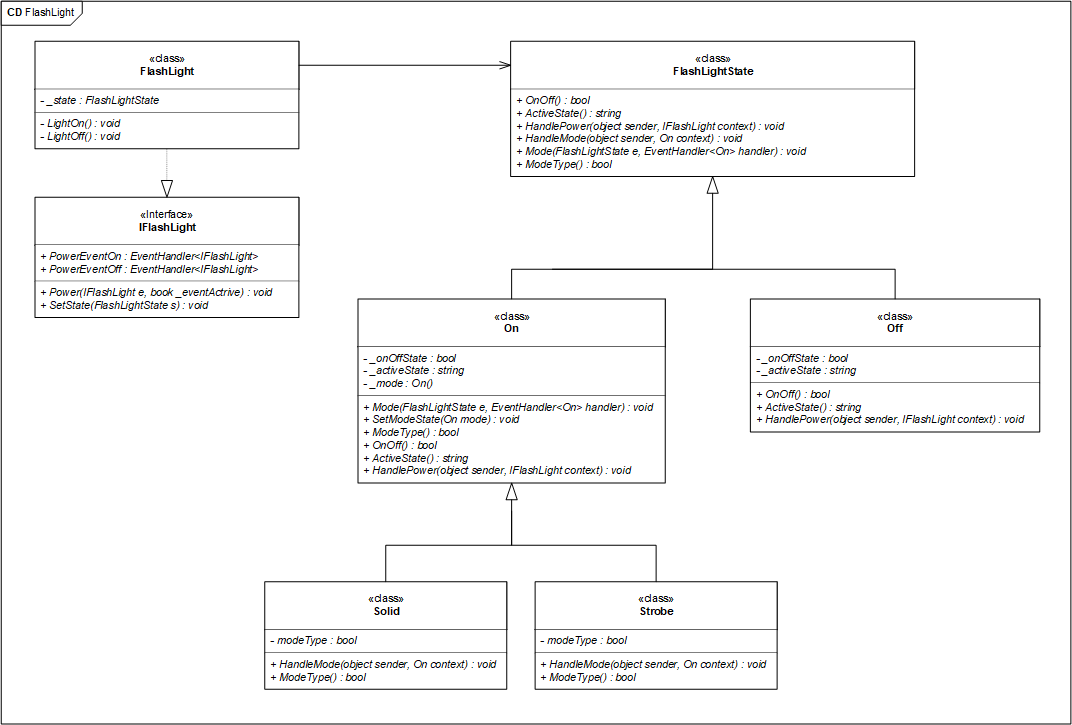 CD FlashLight
«class»
FlashLight
- _state : FlashLightState
- LightOn() : void
- LightOff() : void
«class»
FlashLightState
+ OnOff() : bool
+ ActiveState() : string
+ HandlePower(object sender, IFlashLight context) : void
+ HandleMode(object sender, On context) : void
+ Mode(FlashLightState e, EventHandler<On> handler) : void
+ ModeType() : bool
«Interface»
IFlashLight
+ PowerEventOn : EventHandler<IFlashLight>
+ PowerEventOff : EventHandler<IFlashLight>
+ Power(IFlashLight e, book _eventActrive) : void
+ SetState(FlashLightState s) : void
«class»
On
- _onOffState : bool
- _activeState : string
- _mode : On()
+ Mode(FlashLightState e, EventHandler<On> handler) : void
+ SetModeState(On mode) : void
+ ModeType() : bool
+ OnOff() : bool
+ ActiveState() : string
+ HandlePower(object sender, IFlashLight context) : void
«class»
Off
- _onOffState : bool
- _activeState : string
+ OnOff() : bool
+ ActiveState() : string
+ HandlePower(object sender, IFlashLight context) : void
«class»
Solid
- modeType : bool
+ HandleMode(object sender, On context) : void
+ ModeType() : bool
«class»
Strobe
- modeType : bool
+ HandleMode(object sender, On context) : void
+ ModeType() : bool